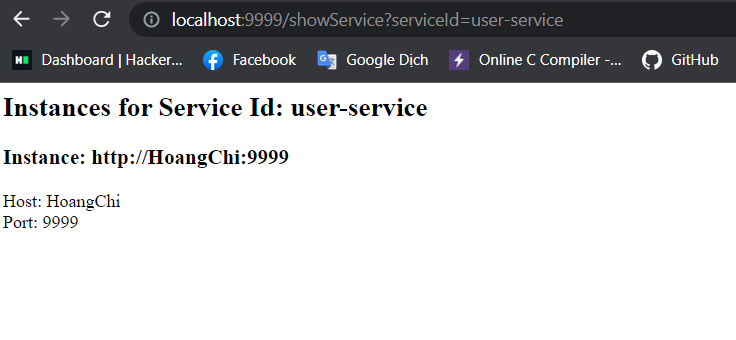 localhost:9999/showService?serviceId=user-service
Dashboard | Hacker... Facebook Google Dịch Online C Compiler -... GitHub
Instances for Service Id: user-service
Instance: http://HoangChi:9999
Host: HoangChi
Port: 9999